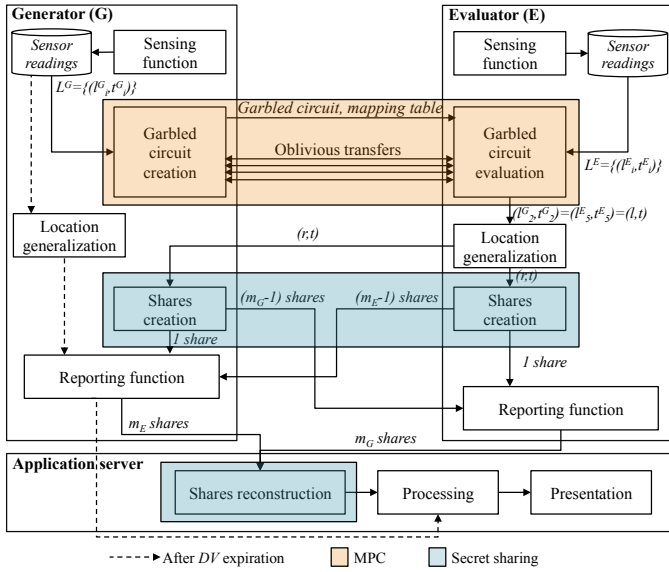 Generator (G)
Evaluator (E)
Sensor
readings
Sensing
function
Sensing
function
Sensor
readings
L^G={(l^G_i,t^G_i)}
Garbled circuit, mapping table
Garbled
circuit
creation
Oblivious transfers
Garbled
circuit
evaluation
L^E={(l^E_i,t^E_i)}
(l^G_2,t^G_2)=(l^E_5,t^E_5)=(l,t)
Location
generalization
(r,t)
Location
generalization
(r,t)
Shares
creation
(m_G-1) shares
(m_E-1) shares
Shares
creation
1 share
1 share
Reporting function
Reporting function
m_E shares
m_G shares
Application server
Shares reconstruction
Processing
Presentation
After DV expiration
MPC
Secret sharing